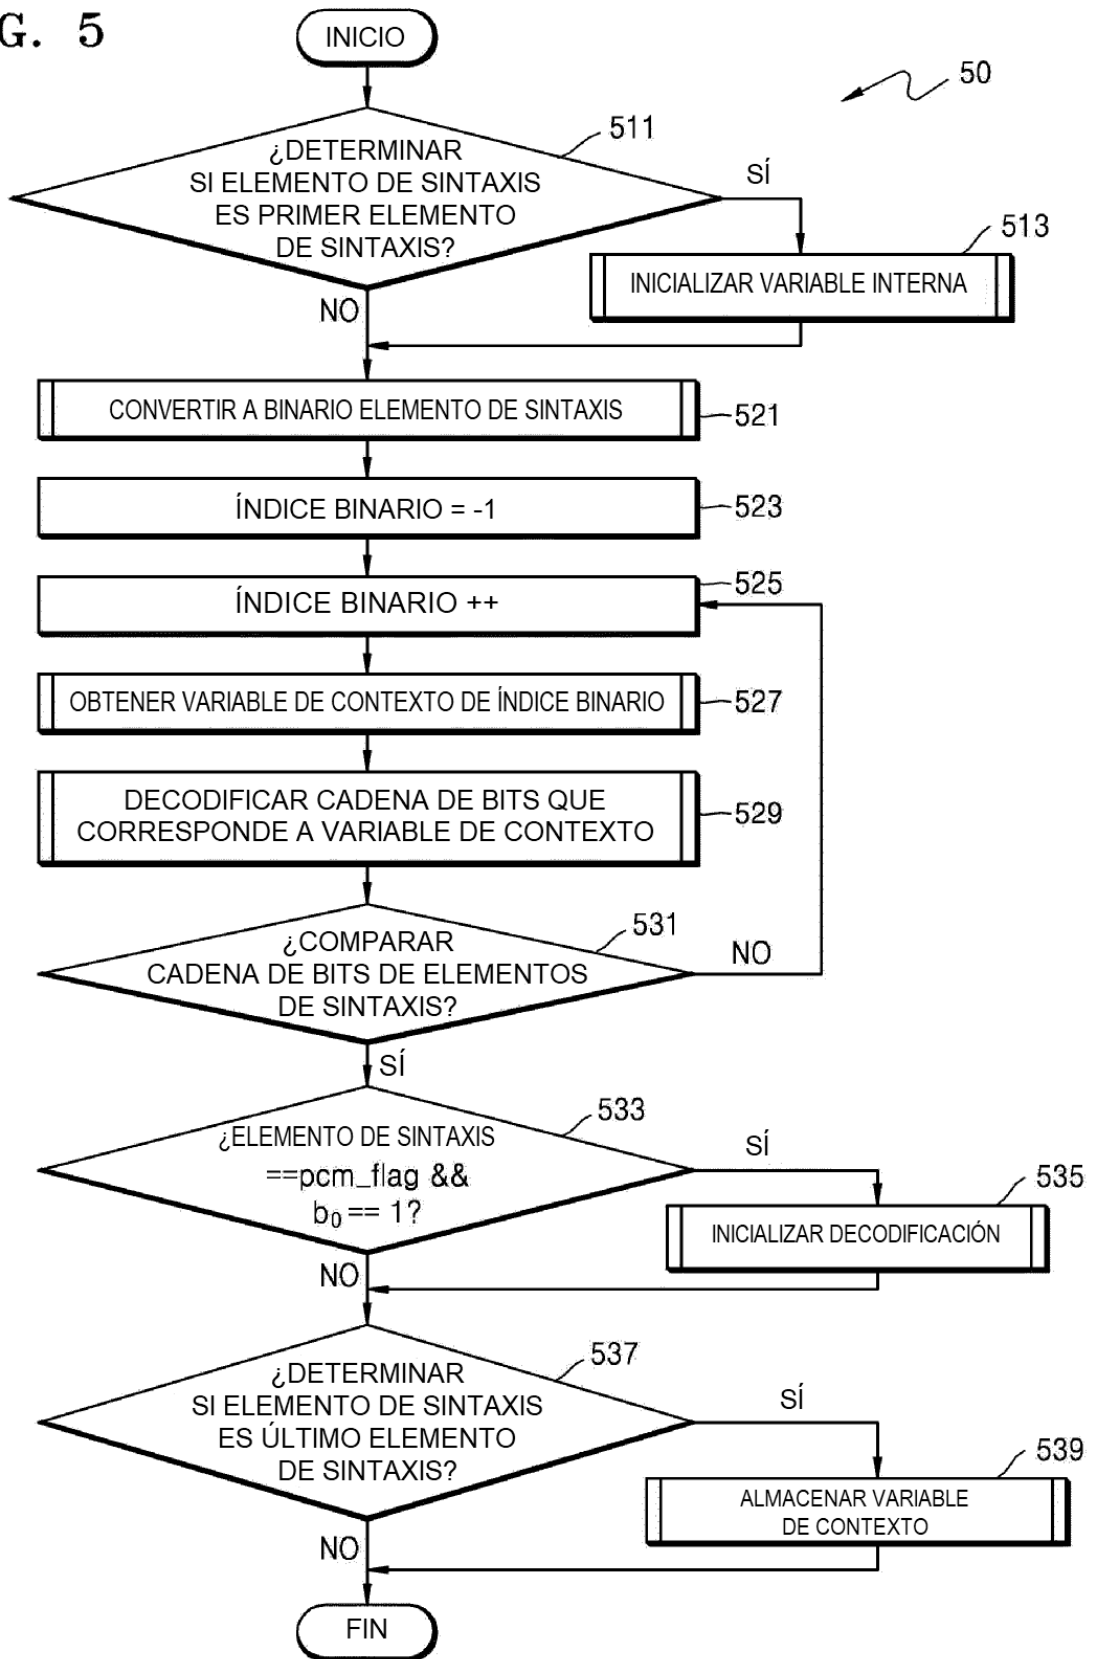 G. 5
INICIO
50
¿DETERMINAR
SI ELEMENTO DE SINTAXIS
ES PRIMER ELEMENTO
DE SINTAXIS?
511
SÍ
513
INICIALIZAR VARIABLE INTERNA
NO
CONVERTIR A BINARIO ELEMENTO DE SINTAXIS
521
ÍNDICE BINARIO = -1
523
ÍNDICE BINARIO ++
525
OBTENER VARIABLE DE CONTEXTO DE ÍNDICE BINARIO
527
DECODIFICAR CADENA DE BITS QUE
CORRESPONDE A VARIABLE DE CONTEXTO
529
¿COMPARAR
CADENA DE BITS DE ELEMENTOS
DE SINTAXIS?
531
NO
SÍ
¿ELEMENTO DE SINTAXIS
==pcm_flag &&
b₀ == 1?
533
SÍ
535
INICIALIZAR DECODIFICACIÓN
NO
¿DETERMINAR
SI ELEMENTO DE SINTAXIS
ES ÚLTIMO ELEMENTO
DE SINTAXIS?
537
SÍ
539
ALMACENAR VARIABLE
DE CONTEXTO
NO
FIN